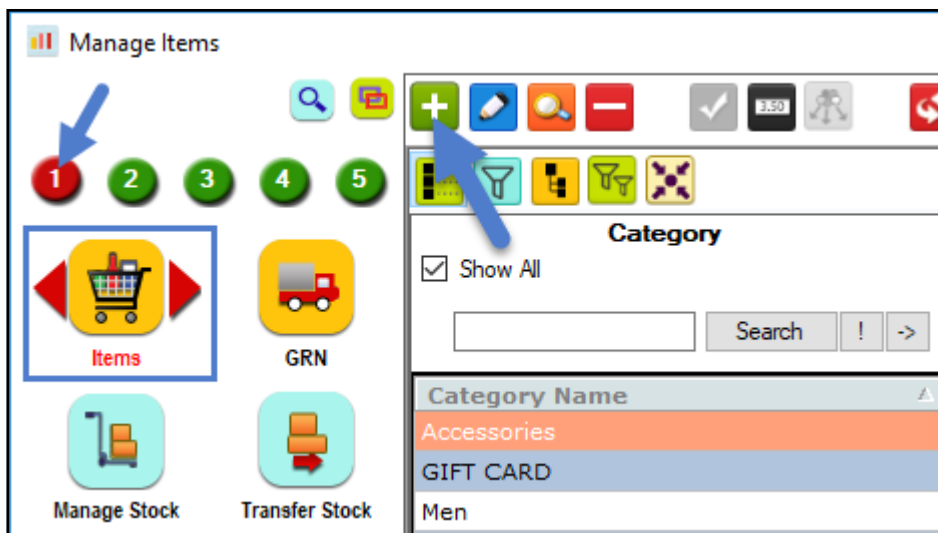 Manage Items
3.50
1 2 3 4 5
Category
Show All
Search ! ->
Items GRN
Category Name
Accessories
GIFT CARD
Men
Manage Stock Transfer Stock